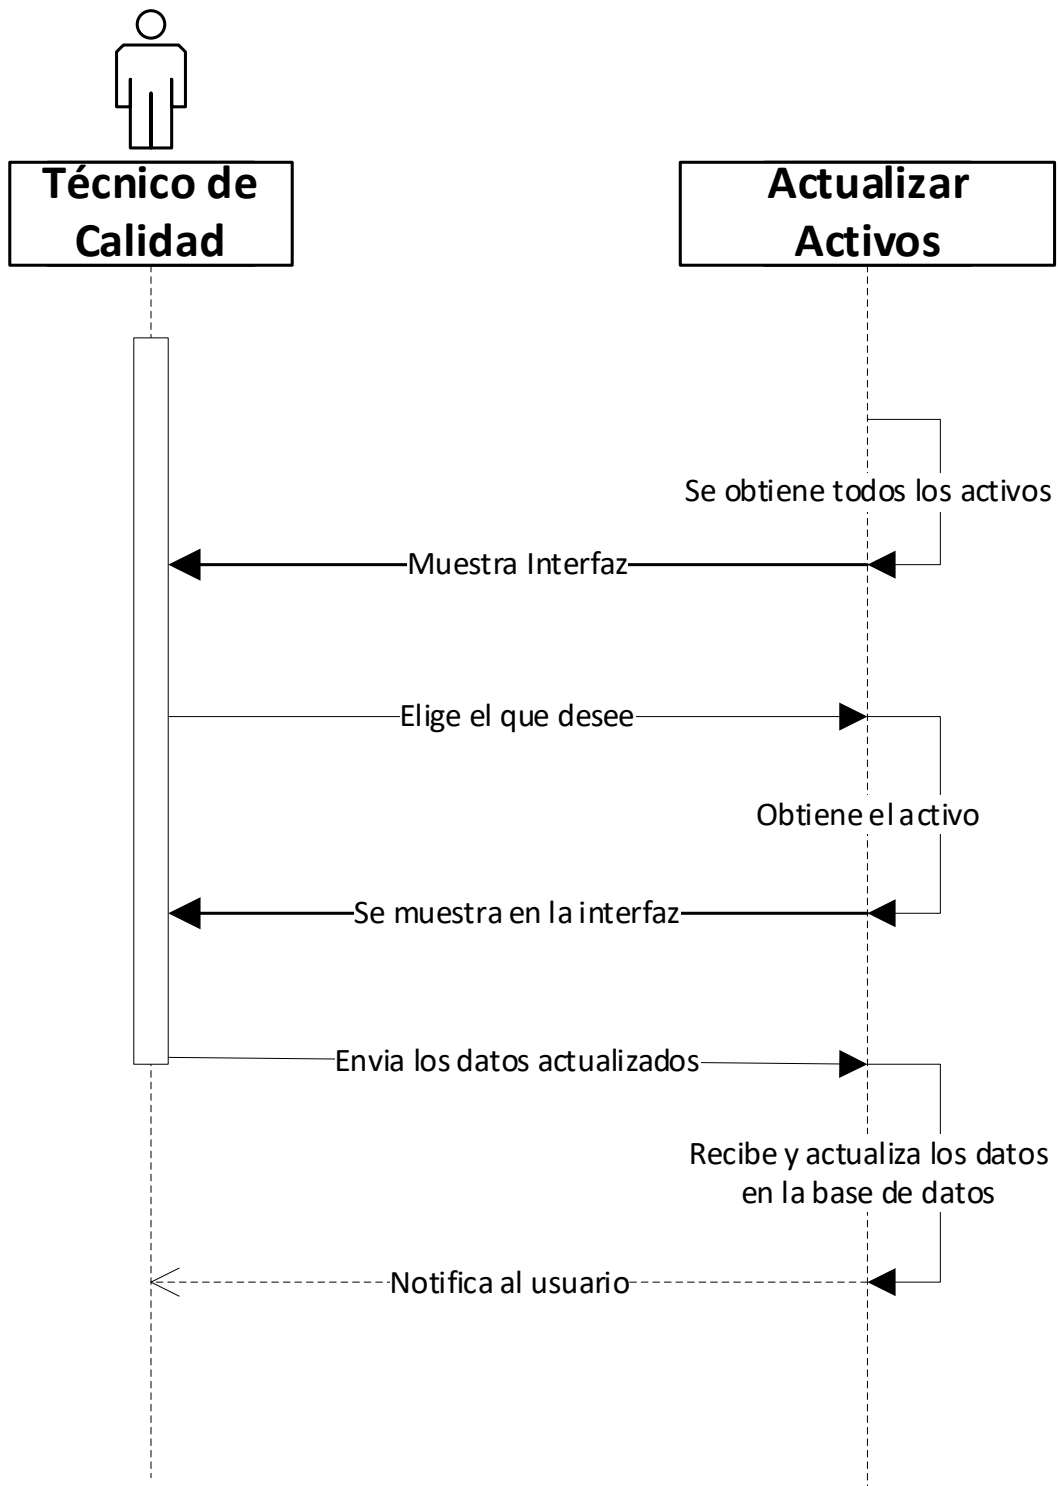 Técnico de
Calidad
Actualizar
Activos
Se obtiene todos los activos
Muestra Interfaz
Elige el que desee
Obtiene el activo
Se muestra en la interfaz
Envia los datos actualizados
Recibe y actualiza los datos
en la base de datos
Notifica al usuario